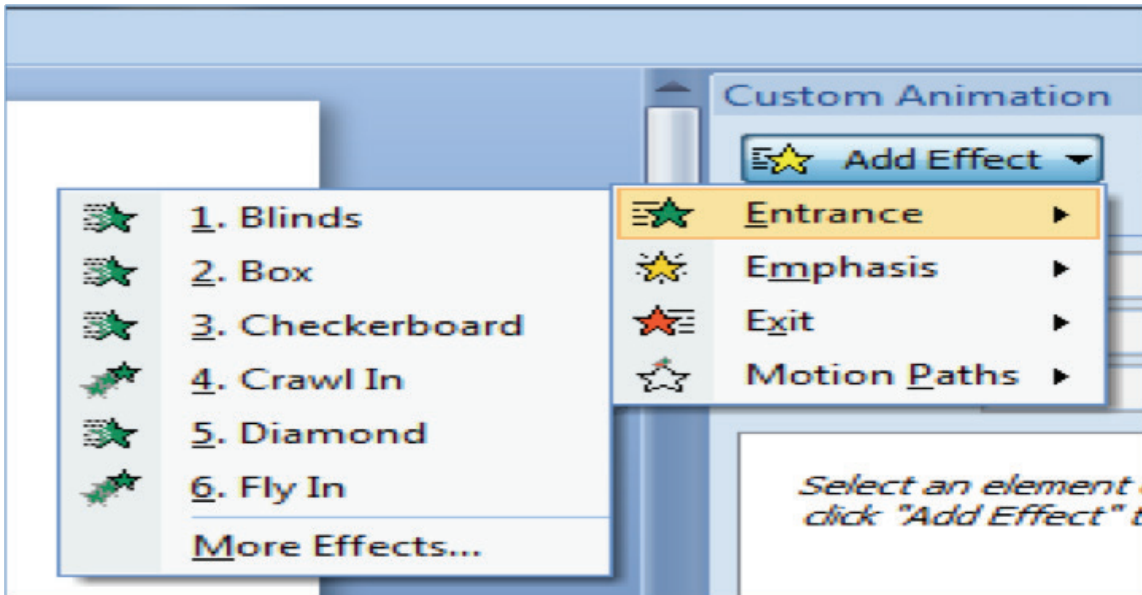 Custom Animation
Add Effect
Entrance
Emphasis
Exit
Motion Paths
1. Blinds
2. Box
3. Checkerboard
4. Crawl In
5. Diamond
6. Fly In
More Effects...
Select an element
click "Add Effect"